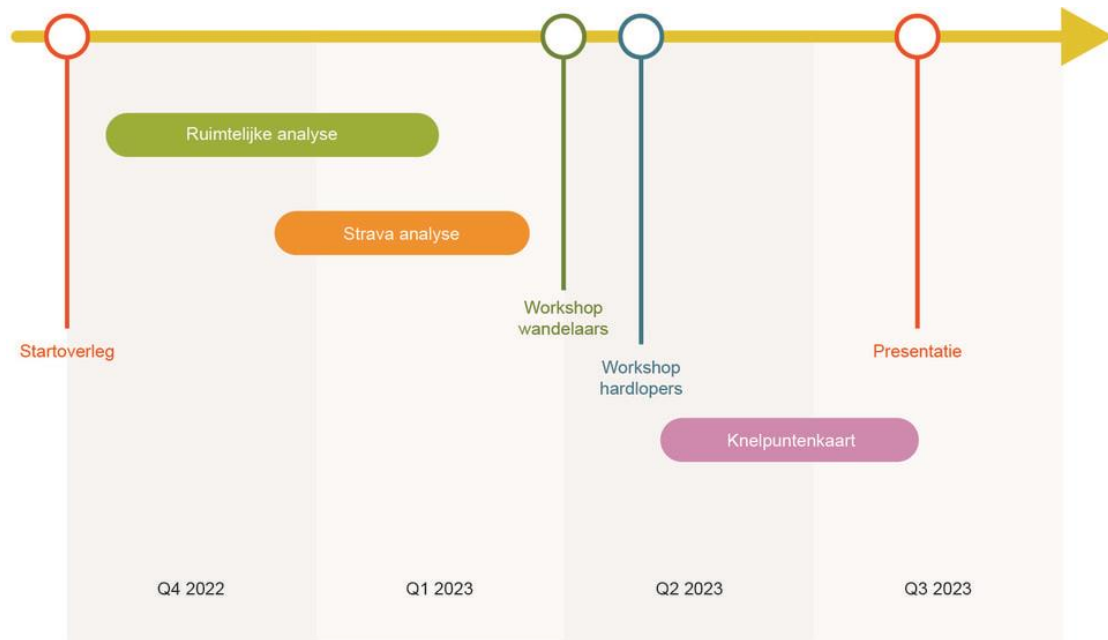 Ruimtelijke analyse
Strava analyse
Workshop
wandelaars
Startoverleg
Workshop
hardlopers
Presentatie
Knelpuntenkaart
Q4 2022
Q1 2023
Q2 2023
Q3 2023